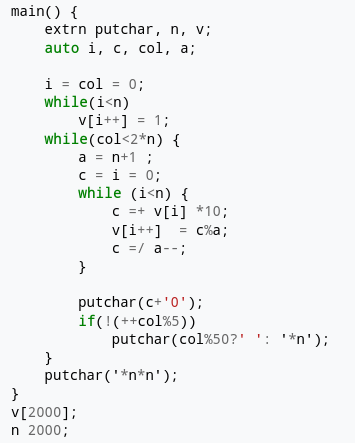 main() {
    extrn putchar, n, v;
    auto i, c, col, a;

    i = col = 0;
    while(i<n)
        v[i++] = 1;
    while(col<2*n) {
        a = n+1 ;
        c = i = 0;
        while (i<n) {
            c =+ v[i] *10;
            v[i++]  = c%a;
            c =/ a--;
        }

        putchar(c+'0');
        if(!(++col%5))
            putchar(col%50?' ': '*n');
    }
    putchar('*n*n');
}
v[2000];
n 2000;